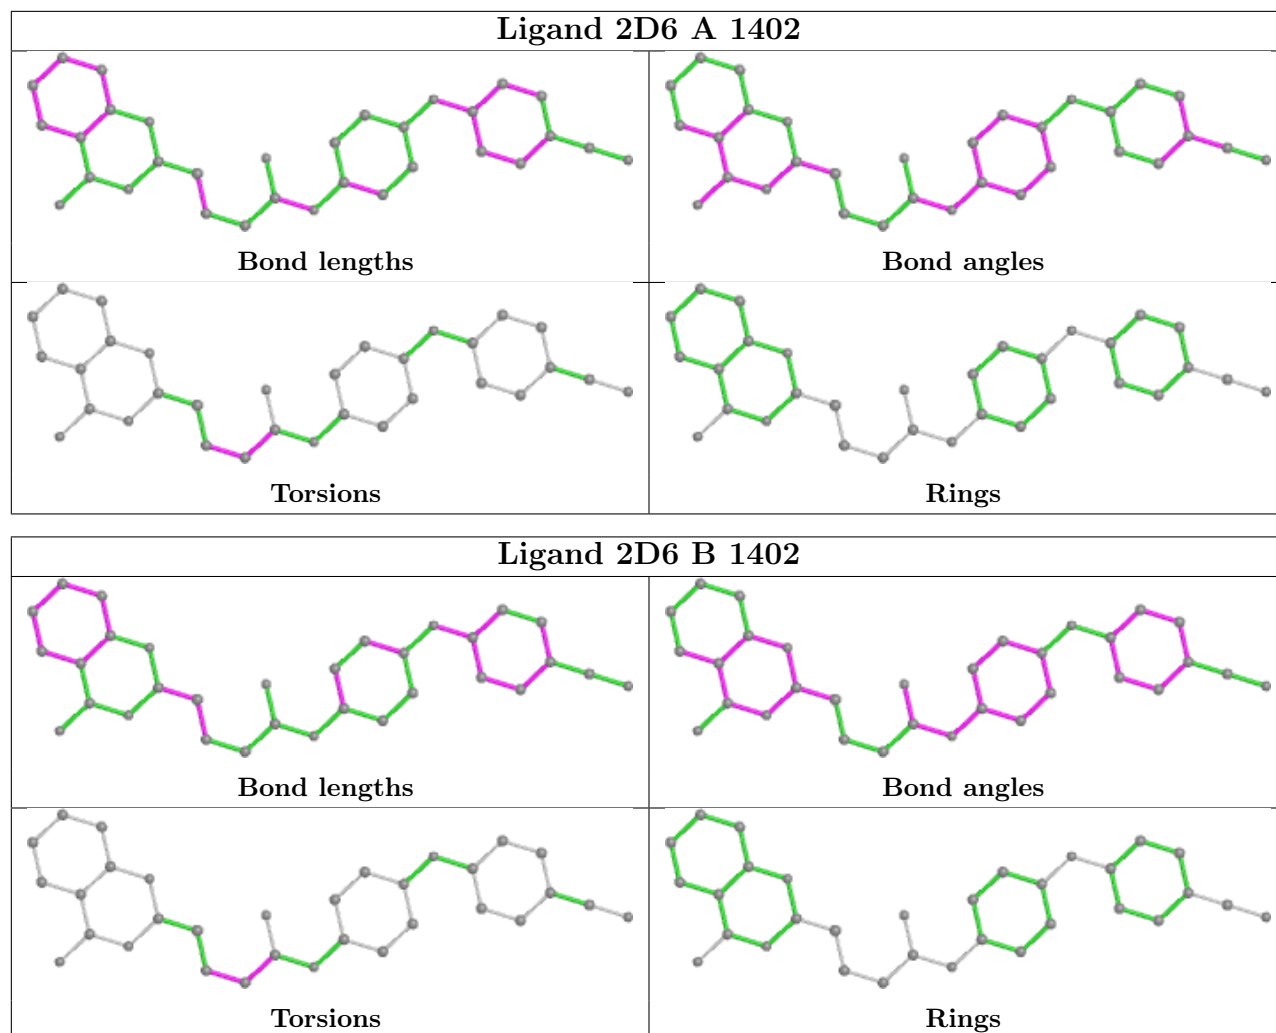 Ligand 2D6 A 1402
Bond lengths
Bond angles
Torsions
Rings
Ligand 2D6 B 1402
Bond lengths
Bond angles
Torsions
Rings